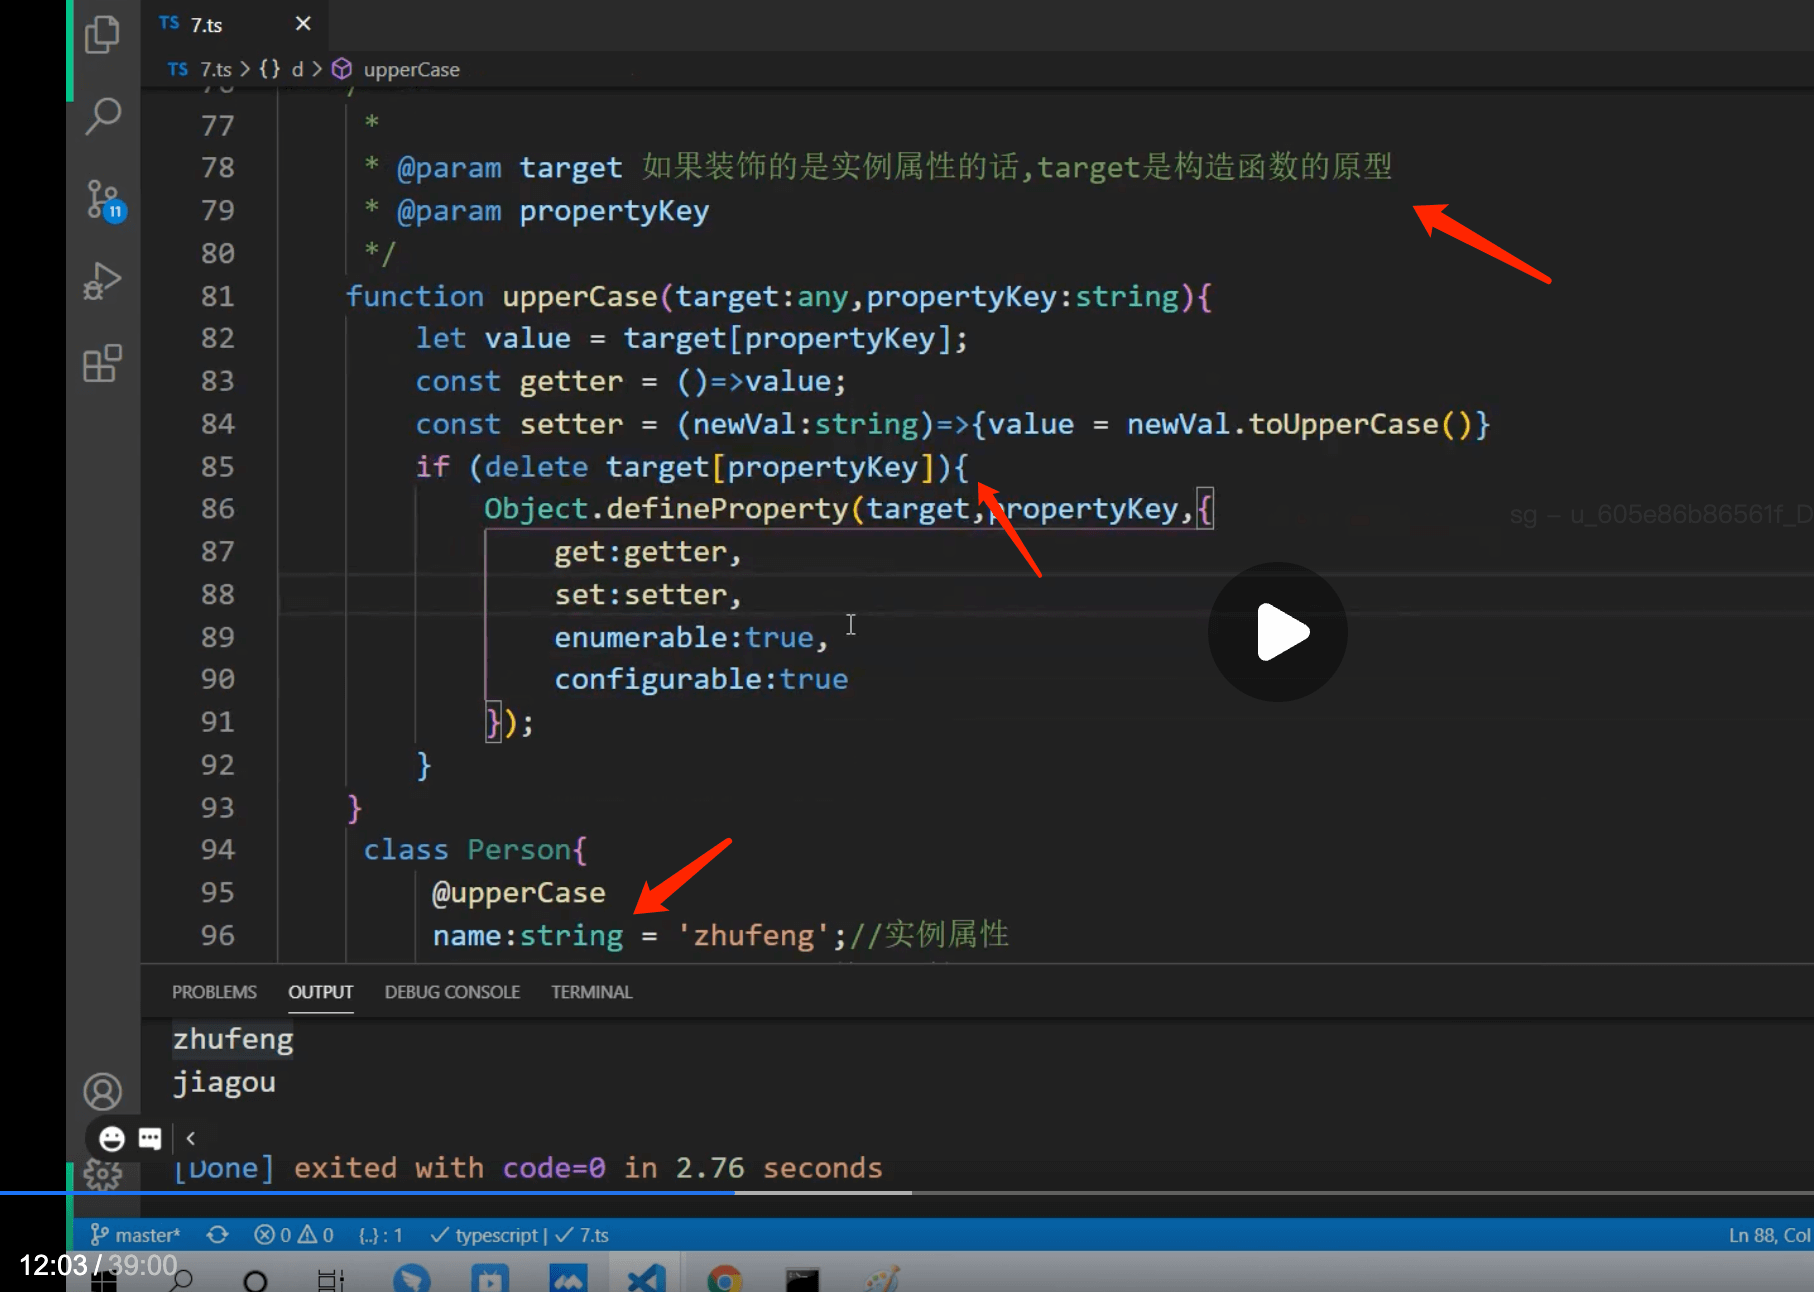 TS 7.ts
TS 7.ts > {} d > upperCase
77 *
78 * @param target 如果装饰的是实例属性的话,target是构造函数的原型
79 * @param propertyKey
80 */
81 function upperCase(target:any,propertyKey:string){
82 let value = target[propertyKey];
83 const getter = ()=>value;
84 const setter = (newVal:string)=>{value = newVal.toUpperCase()}
85 if (delete target[propertyKey]){
86 Object.defineProperty(target,propertyKey,{
sg – u_605e86b86561f_D
87 get:getter,
88 set:setter,
89 enumerable:true,
90 configurable:true
91 });
92 }
93 }
94 class Person{
95 @upperCase
96 name:string = 'zhufeng';//实例属性
11
PROBLEMS OUTPUT DEBUG CONSOLE TERMINAL
zhufeng
jiagou
[Done] exited with code=0 in 2.76 seconds
master* 0 0 {..} : 1 typescript | 7.ts Ln 88, Col
12:03 / 39:00